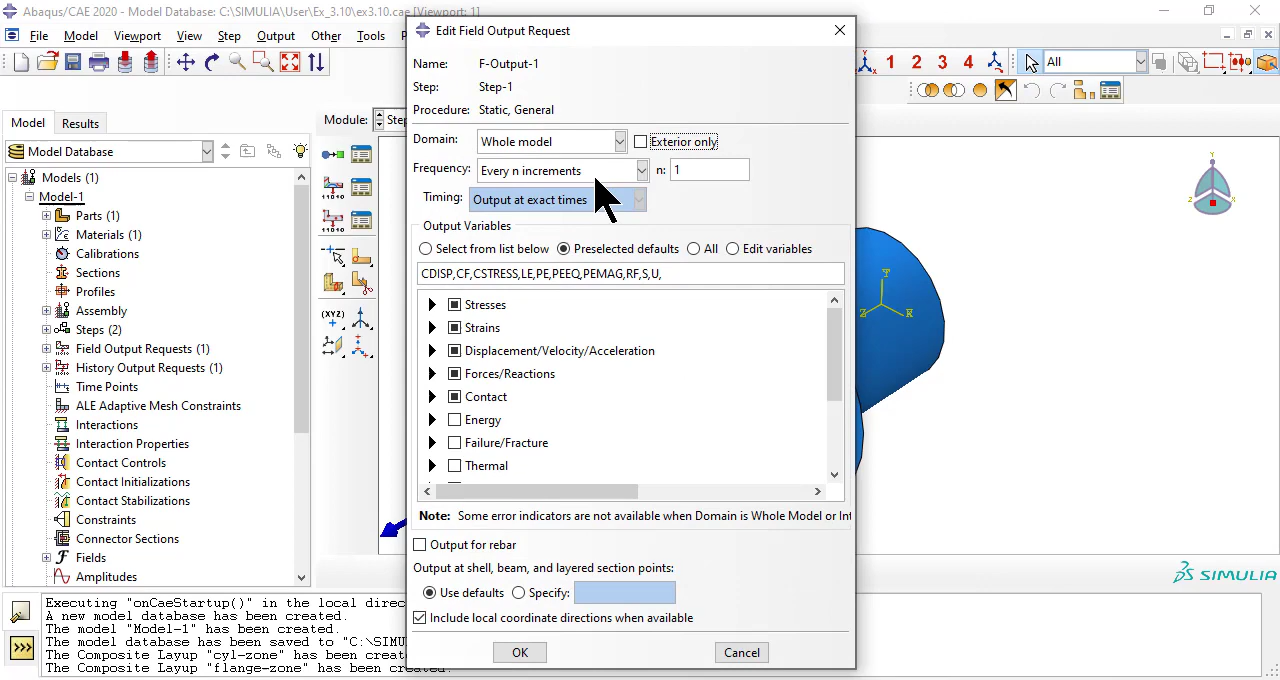 Abaqus/CAE 2020 - Model Database: C:\SIMULIA\User\Ex_3.10\ex3.10.cae [Viewport: 1]
File Model Viewport View Step Output Other Tools
1 2 3 4 All
Model Results
Module: Step
Model Database
Models (1)
Model-1
Parts (1)
Materials (1)
Calibrations
Sections
Profiles
Assembly
Steps (2)
Field Output Requests (1)
History Output Requests (1)
Time Points
ALE Adaptive Mesh Constraints
Interactions
Interaction Properties
Contact Controls
Contact Initializations
Contact Stabilizations
Constraints
Connector Sections
Fields
Amplitudes
(XYZ)
Edit Field Output Request
Name: F-Output-1
Step: Step-1
Procedure: Static, General
Domain: Whole model Exterior only
Frequency: Every n increments n: 1
Timing: Output at exact times
Output Variables
Select from list below Preselected defaults All Edit variables
CDISP,CF,CSTRESS,LE,PE,PEEQ,PEMAG,RF,S,U,
Stresses
Strains
Displacement/Velocity/Acceleration
Forces/Reactions
Contact
Energy
Failure/Fracture
Thermal
Note: Some error indicators are not available when Domain is Whole Model or Int
Output for rebar
Output at shell, beam, and layered section points:
Use defaults Specify:
Include local coordinate directions when available
OK Cancel
T
Z R
Y
Z X
SIMULIA
Executing "onCaeStartup()" in the local direc
A new model database has been created.
The model "Model-1" has been created.
The model database has been saved to "C:\SIMU
The Composite Layup "cyl-zone" has been creat
The Composite Layup "flange-zone" has been created.